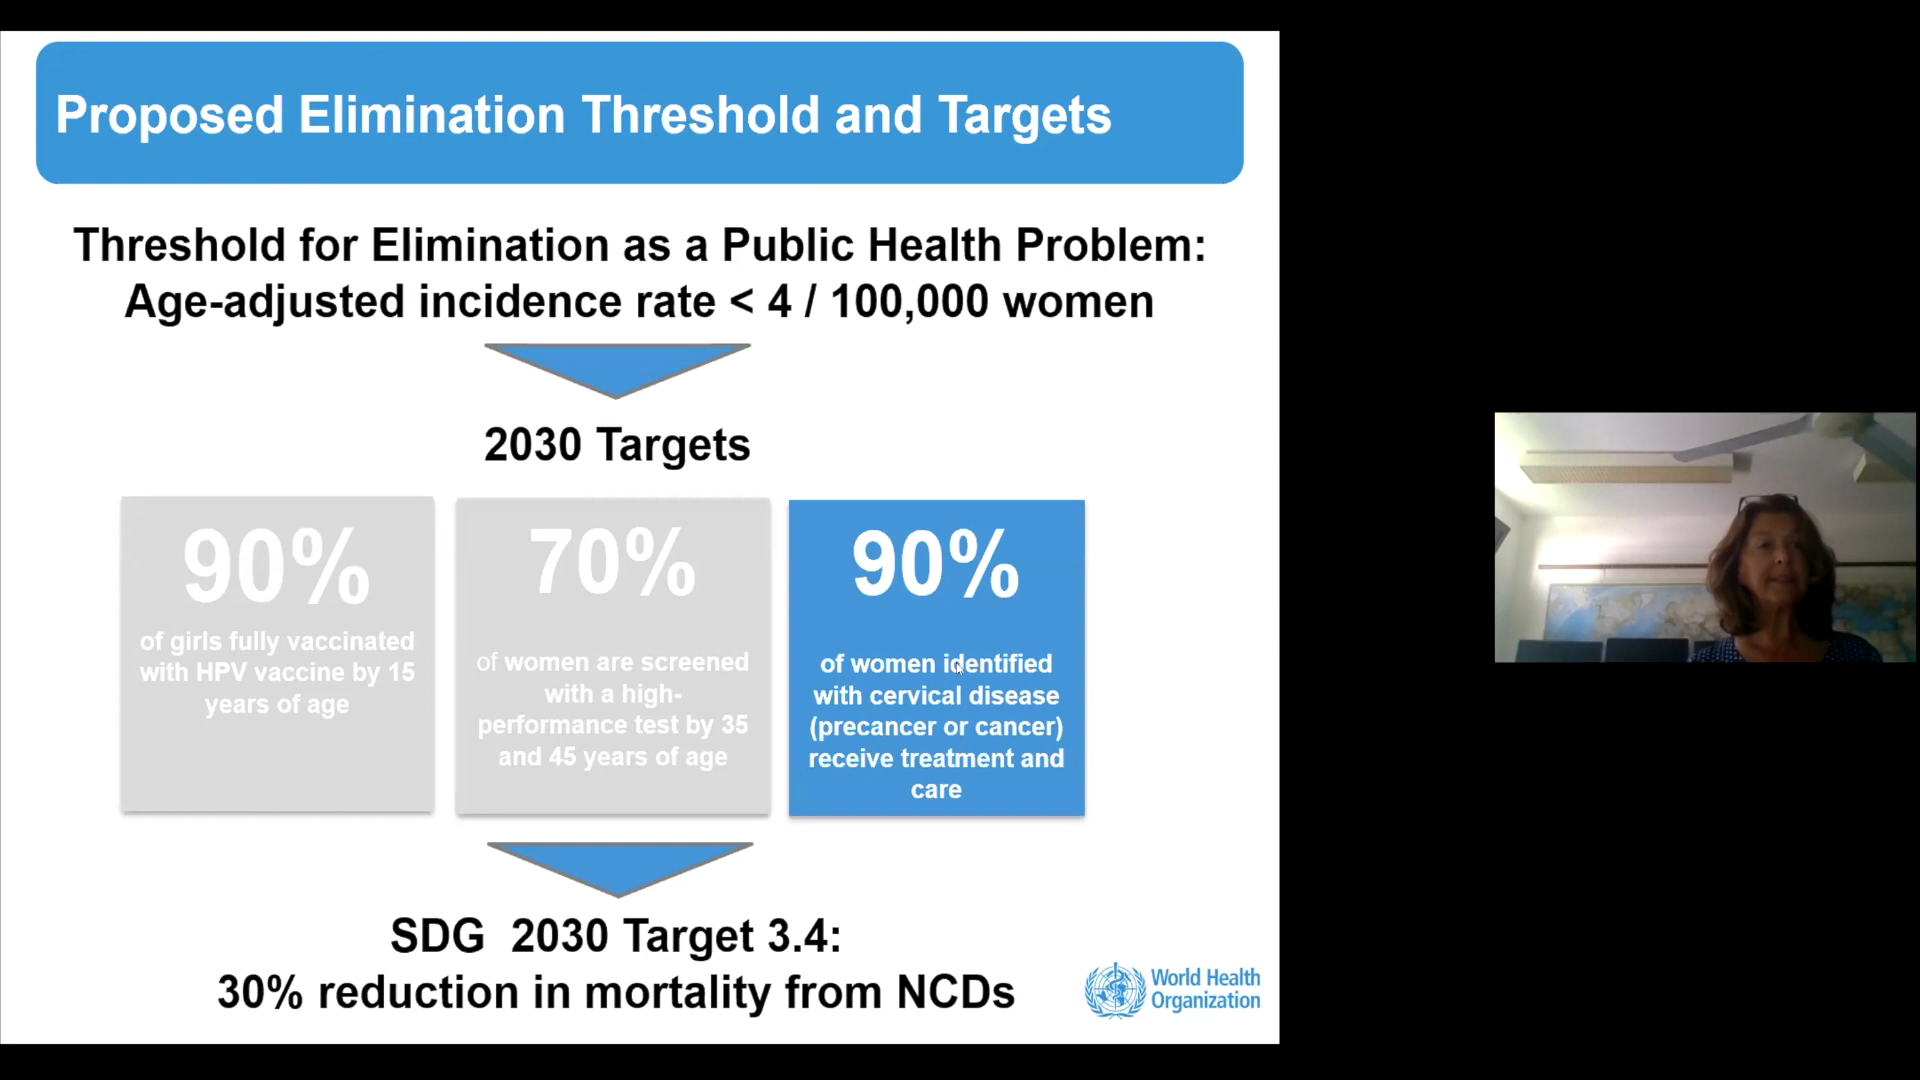 Proposed Elimination Threshold and Targets
Threshold for Elimination as a Public Health Problem:
Age-adjusted incidence rate < 4 / 100,000 women
2030 Targets
90%
of girls fully vaccinated
with HPV vaccine by 15
years of age
70%
of women are screened
with a high-
performance test by 35
and 45 years of age
90%
of women identified
with cervical disease
(precancer or cancer)
receive treatment and
care
SDG  2030 Target 3.4:
30% reduction in mortality from NCDs
World Health
Organization